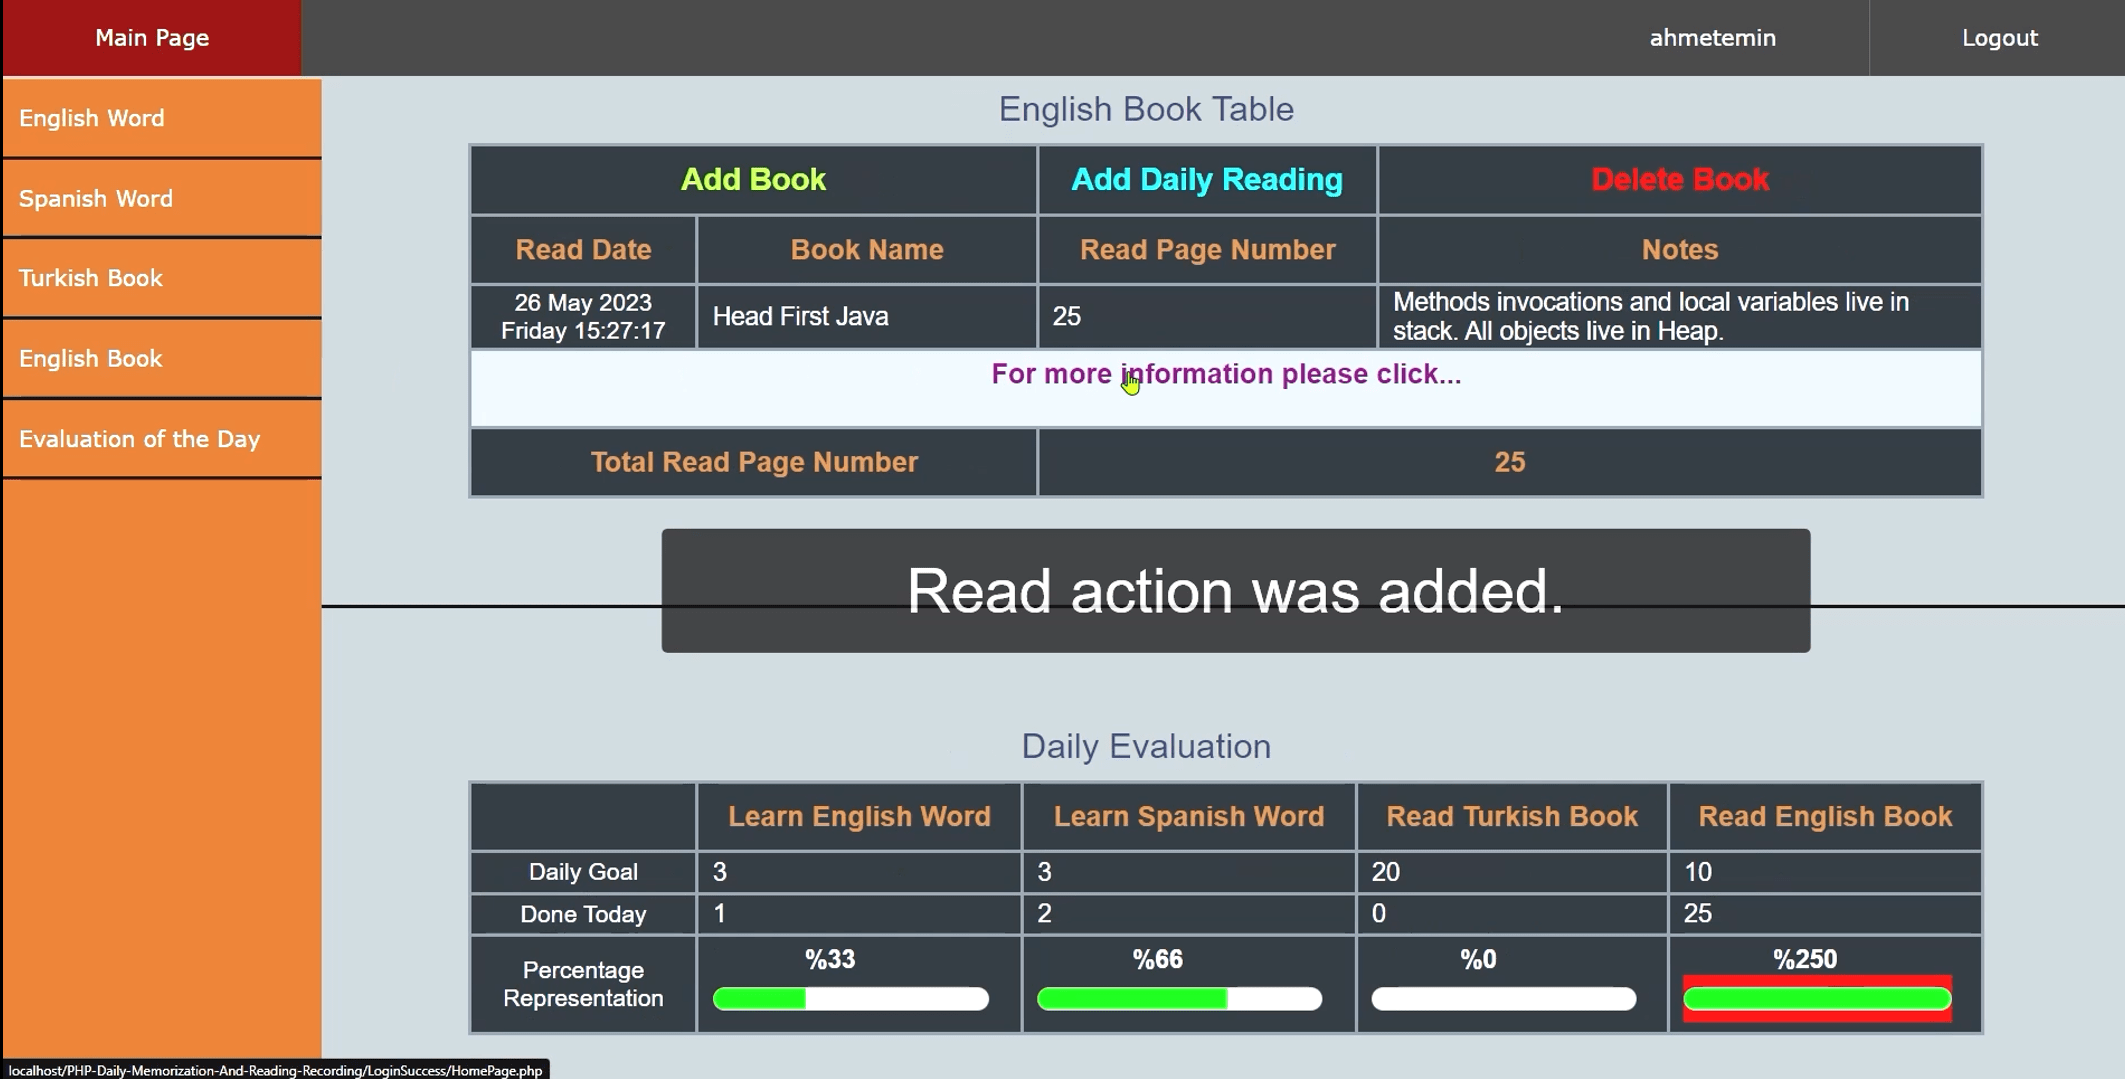 Main Page
ahmetemin
Logout
English Word
Spanish Word
Turkish Book
English Book
Evaluation of the Day
English Book Table
Add Book
Add Daily Reading
Delete Book
Read Date
Book Name
Read Page Number
Notes
26 May 2023
Friday 15:27:17
Head First Java
25
Methods invocations and local variables live in
stack. All objects live in Heap.
For more information please click...
Total Read Page Number
25
Read action was added.
Daily Evaluation
Learn English Word
Learn Spanish Word
Read Turkish Book
Read English Book
Daily Goal
3
3
20
10
Done Today
1
2
0
25
Percentage
Representation
%33
%66
%0
%250
localhost/PHP-Daily-Memorization-And-Reading-Recording/LoginSuccess/HomePage.php